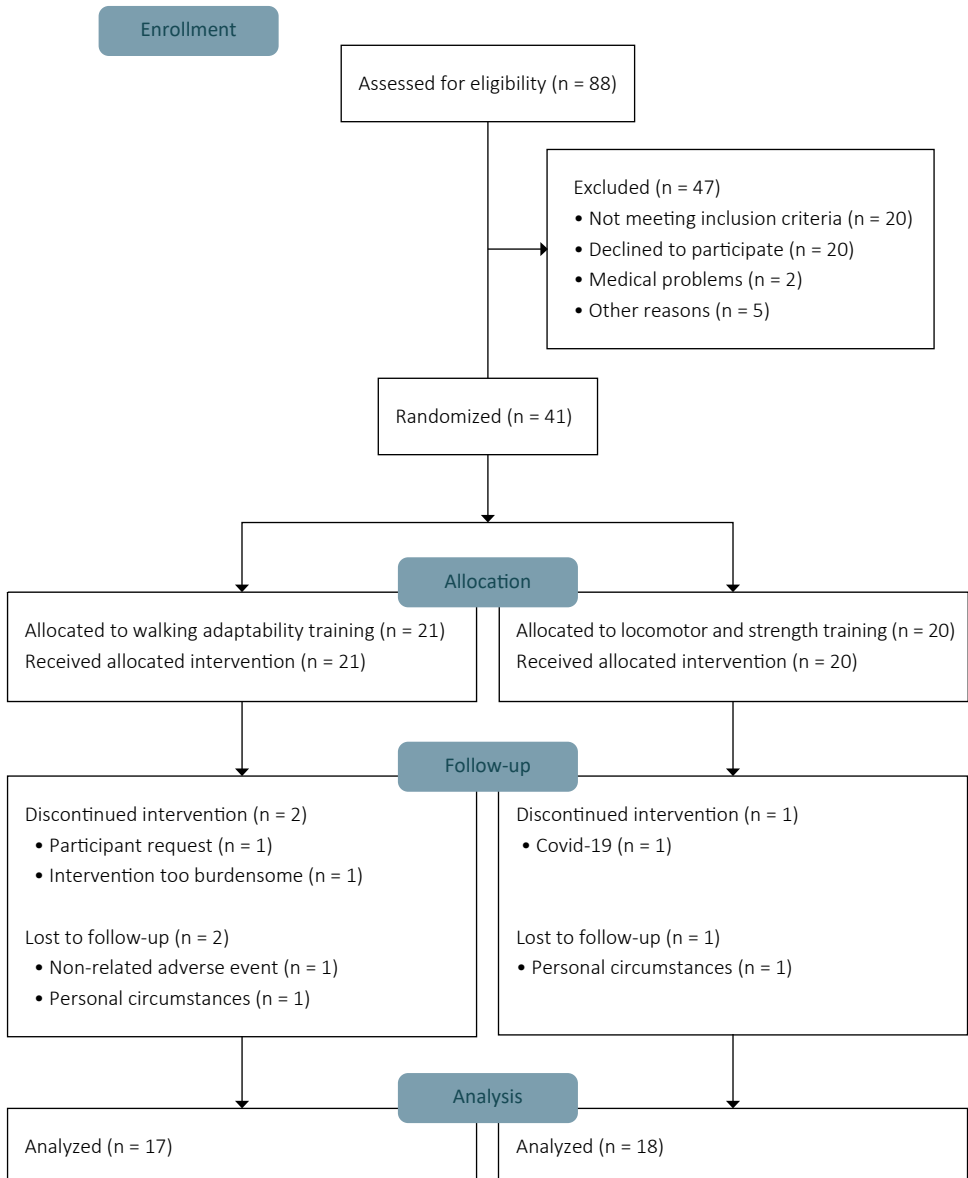 Enrollment
Assessed for eligibility (n = 88)
Excluded (n = 47)
• Not meeting inclusion criteria (n = 20)
• Declined to participate (n = 20)
• Medical problems (n = 2)
• Other reasons (n = 5)
Randomized (n = 41)
Allocation
Allocated to walking adaptability training (n = 21)
Received allocated intervention (n = 21)
Allocated to locomotor and strength training (n = 20)
Received allocated intervention (n = 20)
Follow-up
Discontinued intervention (n = 2)
• Participant request (n = 1)
• Intervention too burdensome (n = 1)
Lost to follow-up (n = 2)
• Non-related adverse event (n = 1)
• Personal circumstances (n = 1)
Discontinued intervention (n = 1)
• Covid-19 (n = 1)
Lost to follow-up (n = 1)
• Personal circumstances (n = 1)
Analysis
Analyzed (n = 17)
Analyzed (n = 18)